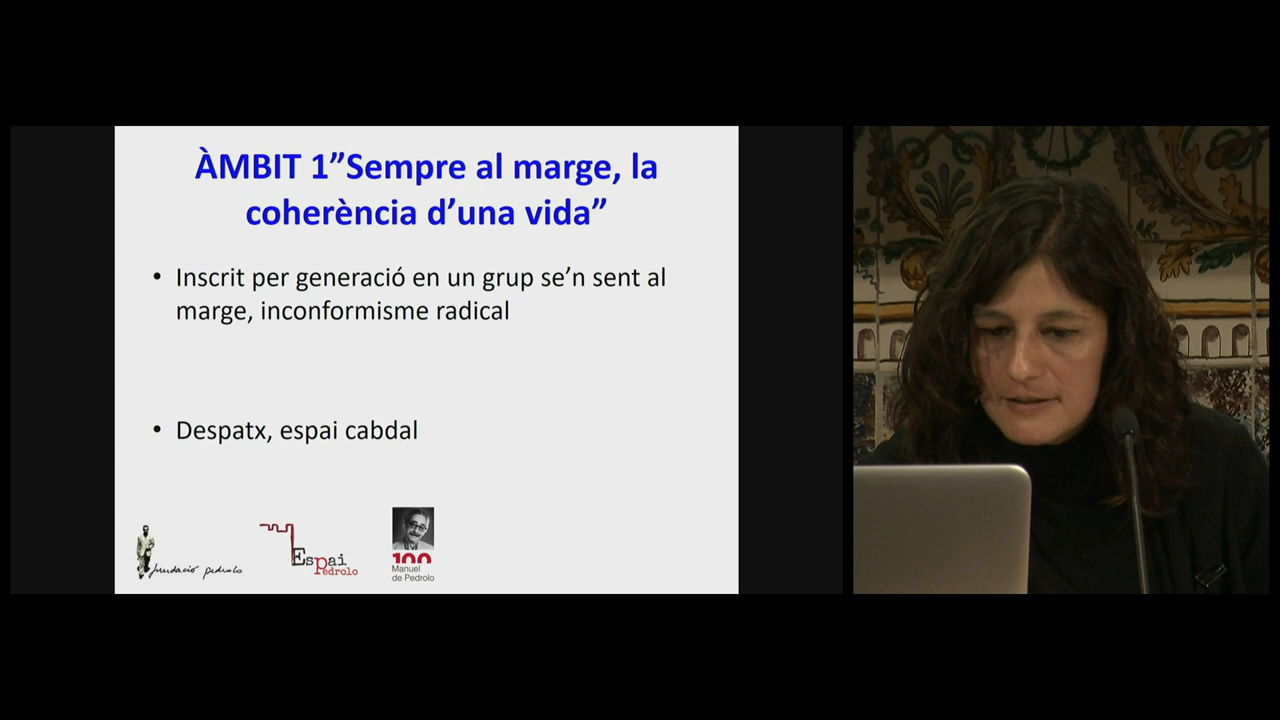 ÀMBIT 1”Sempre al marge, la
coherència d’una vida”
• Inscrit per generació en un grup se’n sent al
marge, inconformisme radical
• Despatx, espai cabdal
fundació pedrolo
Espai
Pedrolo
100
Manuel
de Pedrolo